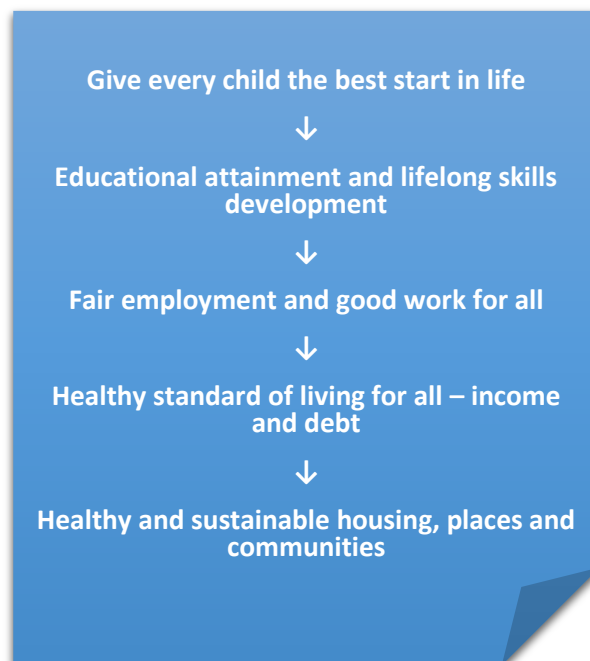 Give every child the best start in life
↓
Educational attainment and lifelong skills
development
↓
Fair employment and good work for all
↓
Healthy standard of living for all – income
and debt
↓
Healthy and sustainable housing, places and
communities